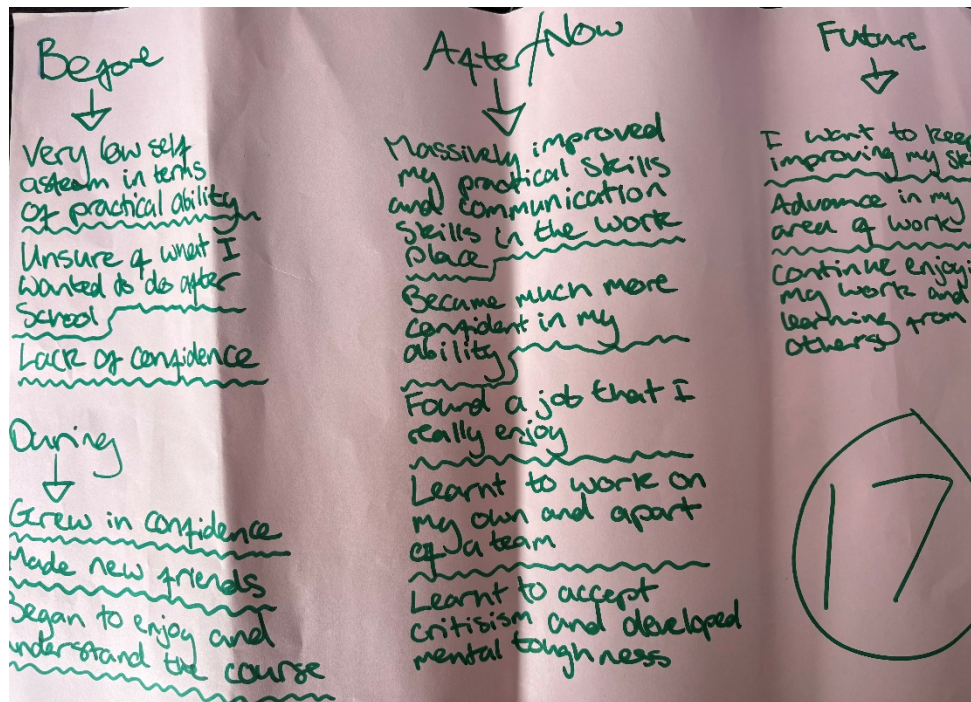 Before
Very low self
asteem in terms
of practical ability
Unsure of what I
wanted to do after
School
Lack of confidence
During
Grew in confidence
Made new friends
Began to enjoy and
understand the course
After/Now
Massively improved
my practical skills
and communication
skills in the work
place
Became much more
confident in my
ability
Found a job that I
really enjoy
Learnt to work on
my own and apart
of a team
Learnt to accept
critisism and developed
mental toughness
Future
I want to keep
improving my
Advance in my
area of work
continue
my work and
learning from
others
17